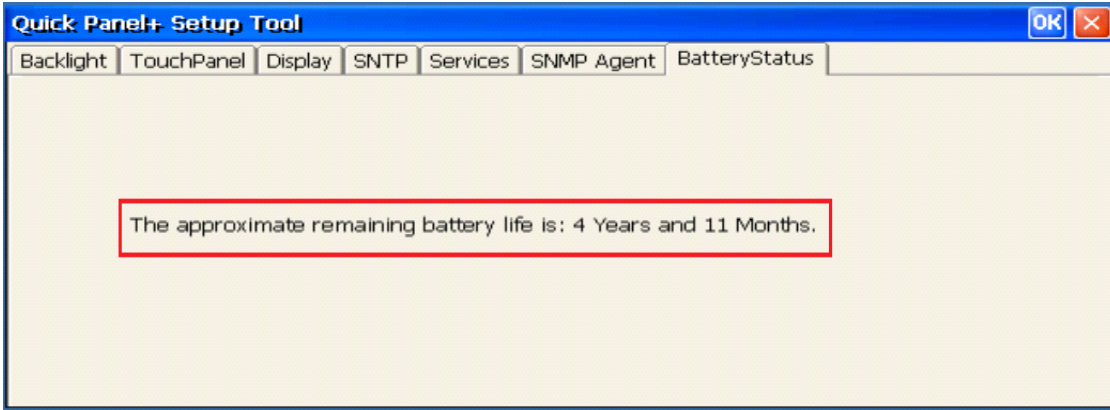 Quick Panel+ Setup Tool OK
Backlight TouchPanel Display SNTP Services SNMP Agent BatteryStatus
The approximate remaining battery life is: 4 Years and 11 Months.